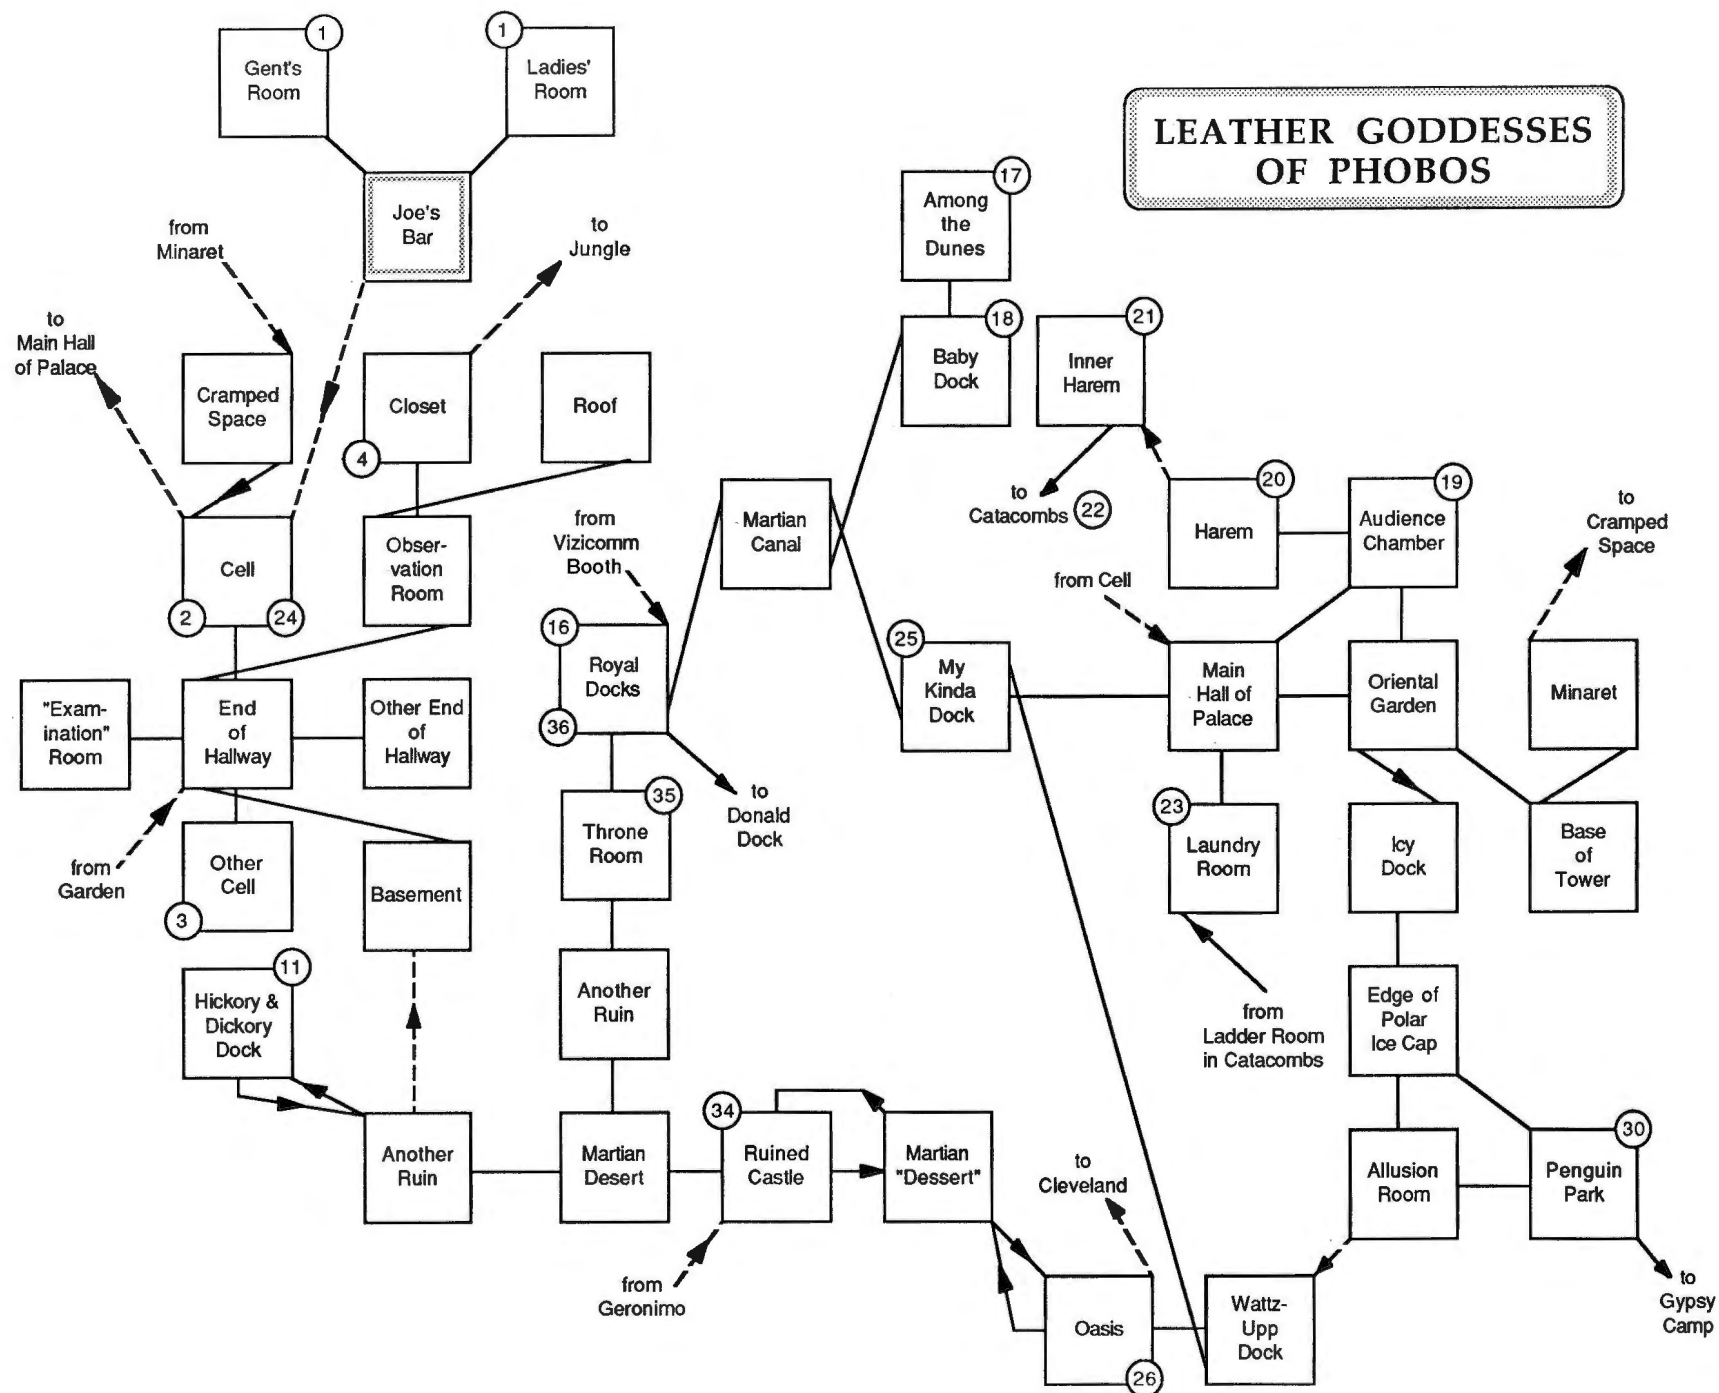 1
1
Gent's
Room
Ladies'
Room
LEATHER GODDESSES
OF PHOBOS
Joe's
Bar
from
Minaret
to
Jungle
17
Among
the
Dunes
to
Main Hall
of Palace
Cramped
Space
Closet
4
Roof
18
Baby
Dock
21
Inner
Harem
to
Catacombs
22
20
Harem
19
Audience
Chamber
to
Cramped
Space
Cell
2
24
Obser-
vation
Room
from
Vizicomm
Booth
Martian
Canal
from Cell
16
Royal
Docks
36
25
My
Kinda
Dock
Main
Hall of
Palace
Oriental
Garden
Minaret
"Exam-
ination"
Room
End
of
Hallway
Other End
of
Hallway
to
Donald
Dock
35
Throne
Room
23
Laundry
Room
Icy
Dock
Base
of
Tower
from
Garden
Other
Cell
3
Basement
11
Hickory &
Dickory
Dock
Another
Ruin
from
Ladder Room
in Catacombs
Edge of
Polar
Ice Cap
Another
Ruin
Martian
Desert
34
Ruined
Castle
Martian
"Dessert"
to
Cleveland
Allusion
Room
30
Penguin
Park
from
Geronimo
Oasis
26
Wattz-
Upp
Dock
to
Gypsy
Camp